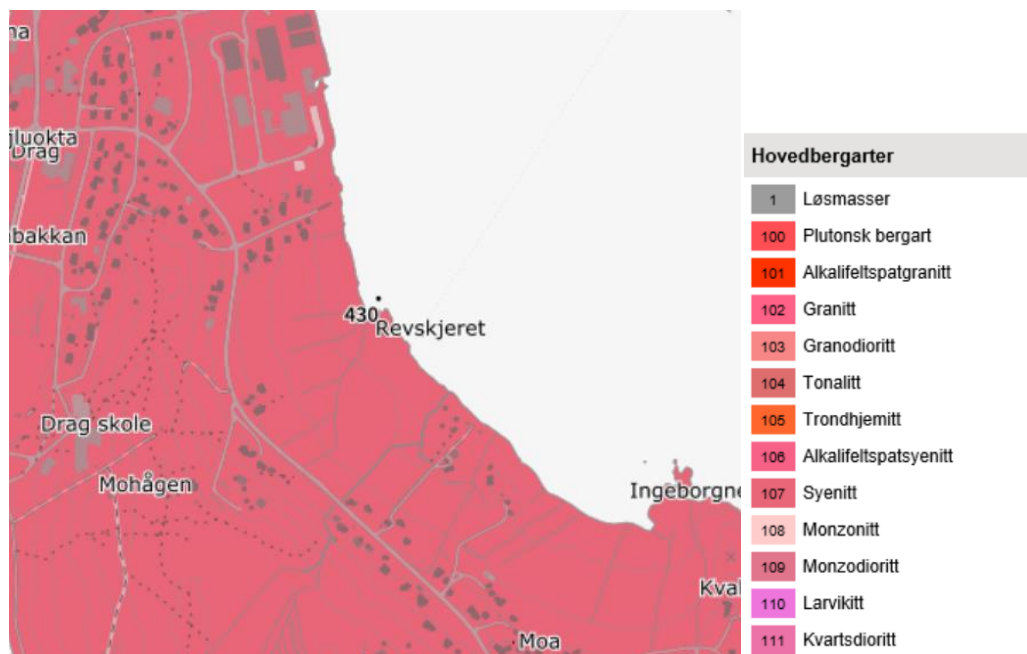 na
jluokta
Drag
bakkan
430
Revskjeret
Drag skole
Mohågen
Ingeborgne
Kval
Moa
Hovedbergarter
1 Løsmasser
100 Plutonsk bergart
101 Alkalifeltspatgranitt
102 Granitt
103 Granodioritt
104 Tonalitt
105 Trondhjemitt
106 Alkalifeltspatsyenitt
107 Syenitt
108 Monzonitt
109 Monzodioritt
110 Larvikitt
111 Kvartsdioritt